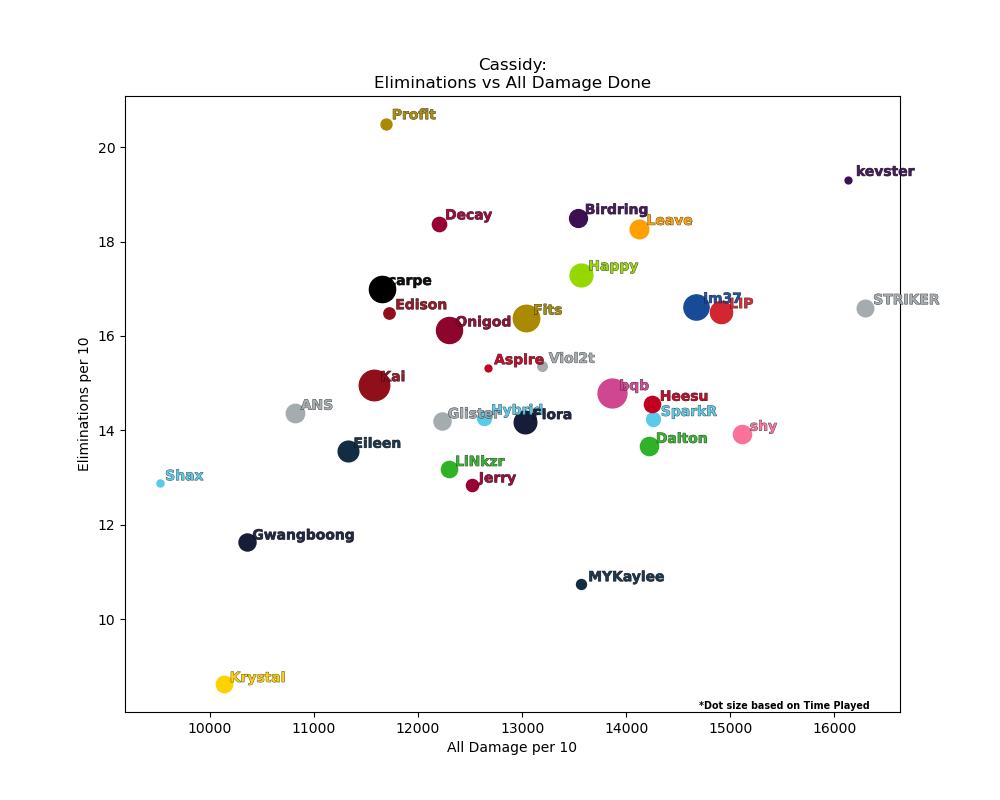 Cassidy:
Eliminations vs All Damage Done
Profit
kevster
Decay
Birdring
Leave
Happy
carpe
Edison
im37
LIP
STRIKER
Onigod
Fits
Aspire
Viol2t
Kai
bqb
Heesu
ANS
Glister
Hybrid
Flora
SparkR
shy
Eileen
Dalton
LiNkzr
Shax
Jerry
Gwangboong
MYKaylee
Krystal
*Dot size based on Time Played
Eliminations per 10
20
18
16
14
12
10
10000 11000 12000 13000 14000 15000 16000
All Damage per 10